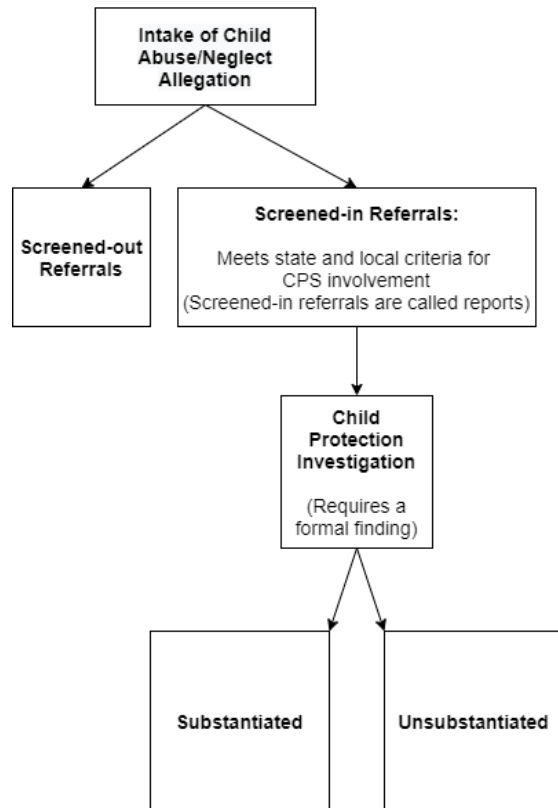 Intake of Child
Abuse/Neglect
Allegation
Screened-out
Referrals
Screened-in Referrals:
Meets state and local criteria for
CPS involvement
(Screened-in referrals are called reports)
Child
Protection
Investigation
(Requires a
formal finding)
Substantiated
Unsubstantiated